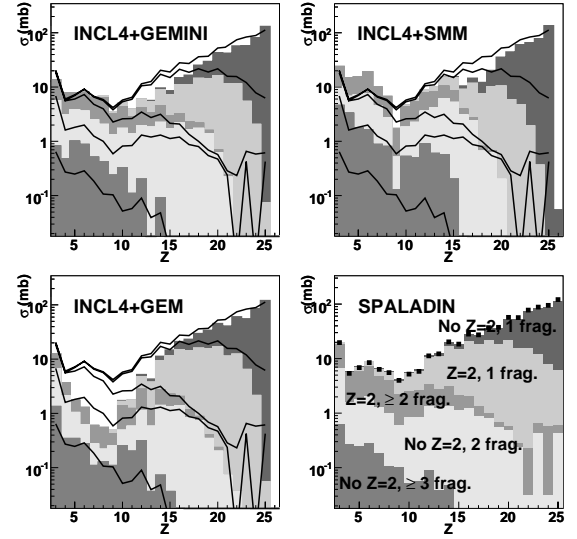 INCL4+GEMINI
INCL4+SMM
σ (mb)
10²
10
1
10⁻¹
5 10 15 20 25
Z
σ (mb)
10²
10
1
10⁻¹
5 10 15 20 25
Z
INCL4+GEM
SPALADIN
σ (mb)
10²
10
1
10⁻¹
5 10 15 20 25
Z
σ (mb)
10²
10
1
10⁻¹
No Z=2, 1 frag.
Z=2, 1 frag.
Z=2, ≥ 2 frag.
No Z=2, 2 frag.
No Z=2, ≥ 3 frag.
5 10 15 20 25
Z